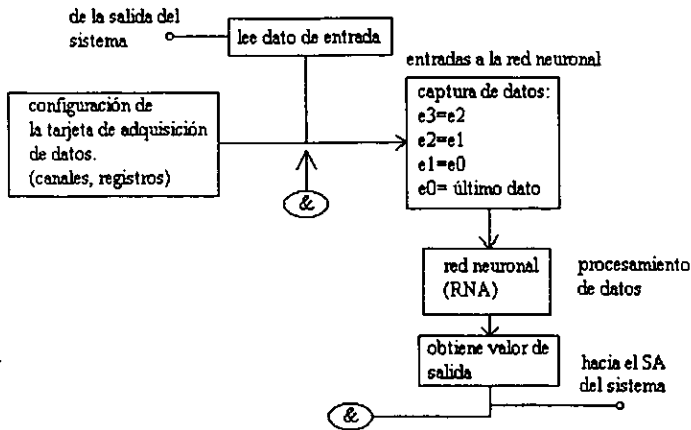 de la salida del
sistema
lee dato de entrada
entradas a la red neuronal
configuración de
la tarjeta de adquisición
de datos.
(canales, registros)
captura de datos:
e3=e2
e2=e1
e1=e0
e0= último dato
&
red neuronal
(RNA)
procesamiento
de datos
obtiene valor de
salida
hacia el SA
del sistema
&